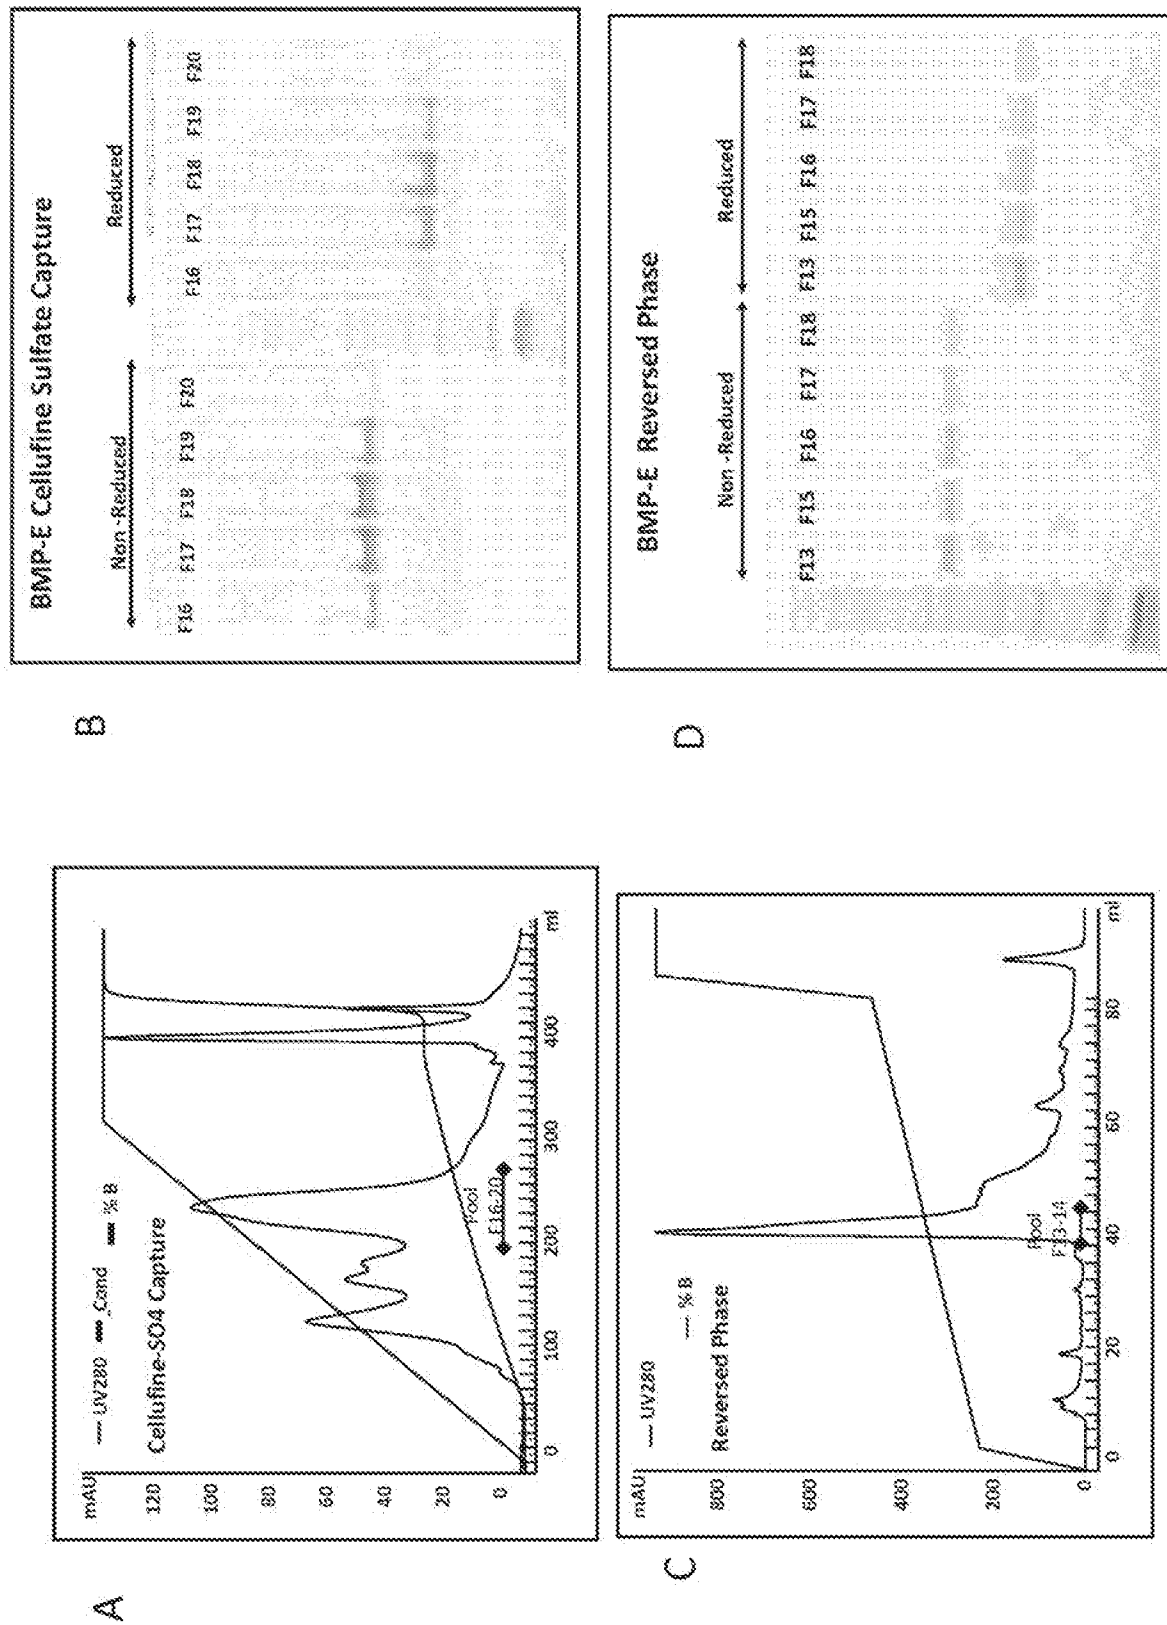 A
mAU
— UV280 Cond % B
Cellufine-SO4 Capture
120
100
80
60
40
20
0
Pool
F16-20
0 100 200 300 400 ml
B
BMP-E Cellufine Sulfate Capture
Non -Reduced Reduced
F16 F17 F18 F19 F20 F16 F17 F18 F19 F20
C
mAU
— UV280
— % B
Reversed Phase
800
600
400
200
0
Pool
F13-14
0 20 40 60 80 ml
D
BMP-E Reversed Phase
Non -Reduced Reduced
F13 F15 F16 F17 F18 F13 F15 F16 F17 F18